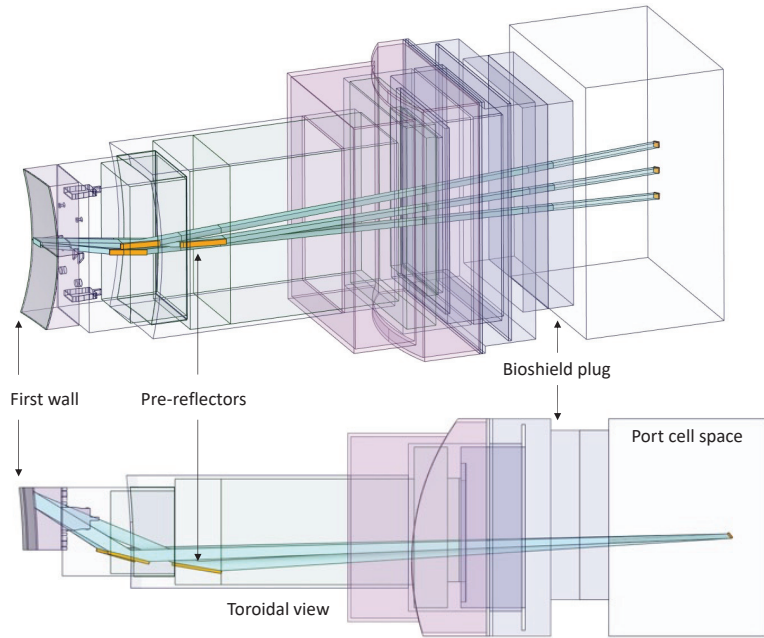 Bioshield plug
First wall
Pre-reflectors
Port cell space
Toroidal view